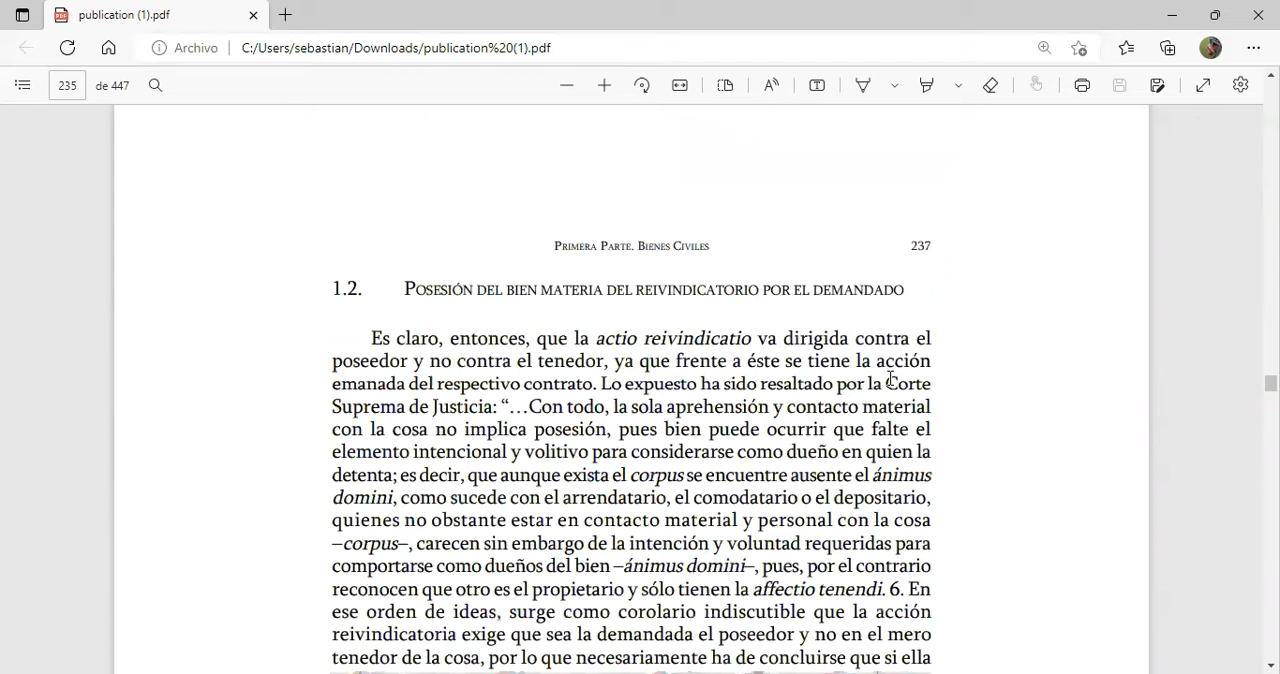 publication (1).pdf
Archivo
C:/Users/sebastian/Downloads/publication%20(1).pdf
235 de 447
PRIMERA PARTE. BIENES CIVILES 237
1.2. POSESIÓN DEL BIEN MATERIA DEL REIVINDICATORIO POR EL DEMANDADO
Es claro, entonces, que la actio reivindicatio va dirigida contra el
poseedor y no contra el tenedor, ya que frente a éste se tiene la acción
emanada del respectivo contrato. Lo expuesto ha sido resaltado por la Corte
Suprema de Justicia: “…Con todo, la sola aprehensión y contacto material
con la cosa no implica posesión, pues bien puede ocurrir que falte el
elemento intencional y volitivo para considerarse como dueño en quien la
detenta; es decir, que aunque exista el corpus se encuentre ausente el ánimus
domini, como sucede con el arrendatario, el comodatario o el depositario,
quienes no obstante estar en contacto material y personal con la cosa
–corpus–, carecen sin embargo de la intención y voluntad requeridas para
comportarse como dueños del bien –ánimus domini–, pues, por el contrario
reconocen que otro es el propietario y sólo tienen la affectio tenendi. 6. En
ese orden de ideas, surge como corolario indiscutible que la acción
reivindicatoria exige que sea la demandada el poseedor y no en el mero
tenedor de la cosa, por lo que necesariamente ha de concluirse que si ella